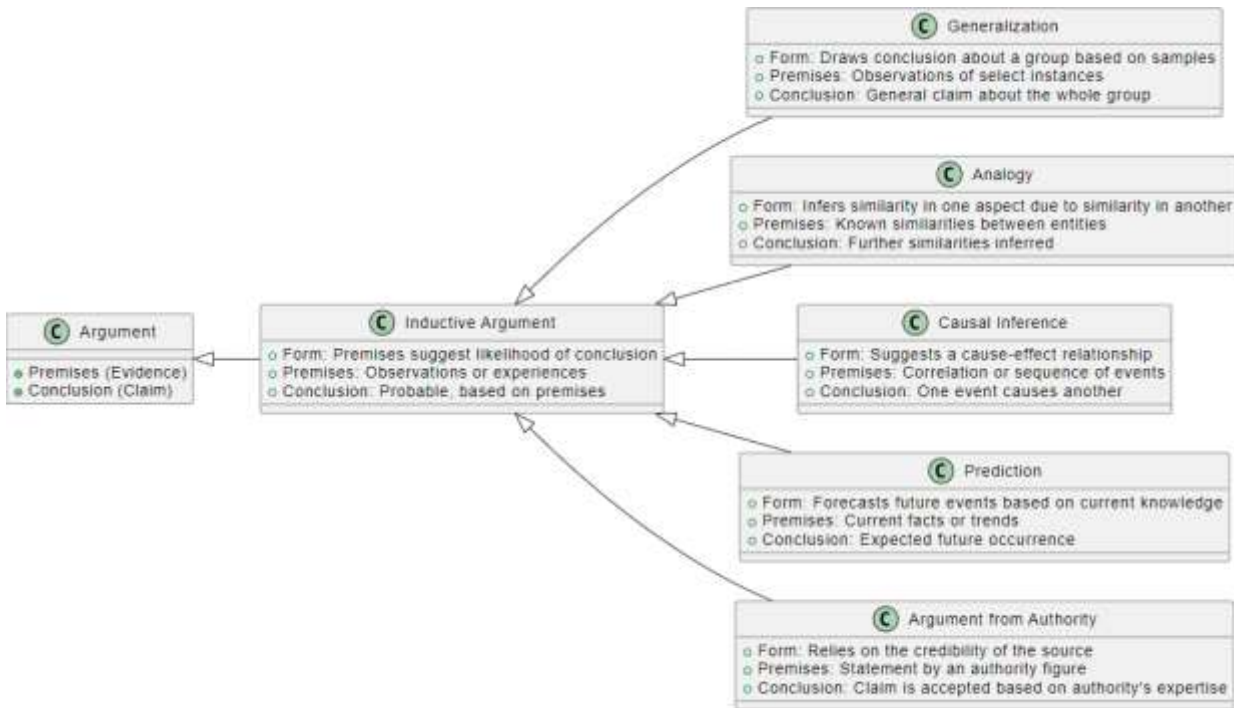 C Generalization
Form: Draws conclusion about a group based on samples
Premises: Observations of select instances
Conclusion: General claim about the whole group
C Analogy
Form: Infers similarity in one aspect due to similarity in another
Premises: Known similarities between entities
Conclusion: Further similarities inferred
C Argument
Premises (Evidence)
Conclusion (Claim)
C Inductive Argument
Form: Premises suggest likelihood of conclusion
Premises: Observations or experiences
Conclusion: Probable, based on premises
C Causal Inference
Form: Suggests a cause-effect relationship
Premises: Correlation or sequence of events
Conclusion: One event causes another
C Prediction
Form: Forecasts future events based on current knowledge
Premises: Current facts or trends
Conclusion: Expected future occurrence
C Argument from Authority
Form: Relies on the credibility of the source
Premises: Statement by an authority figure
Conclusion: Claim is accepted based on authority's expertise